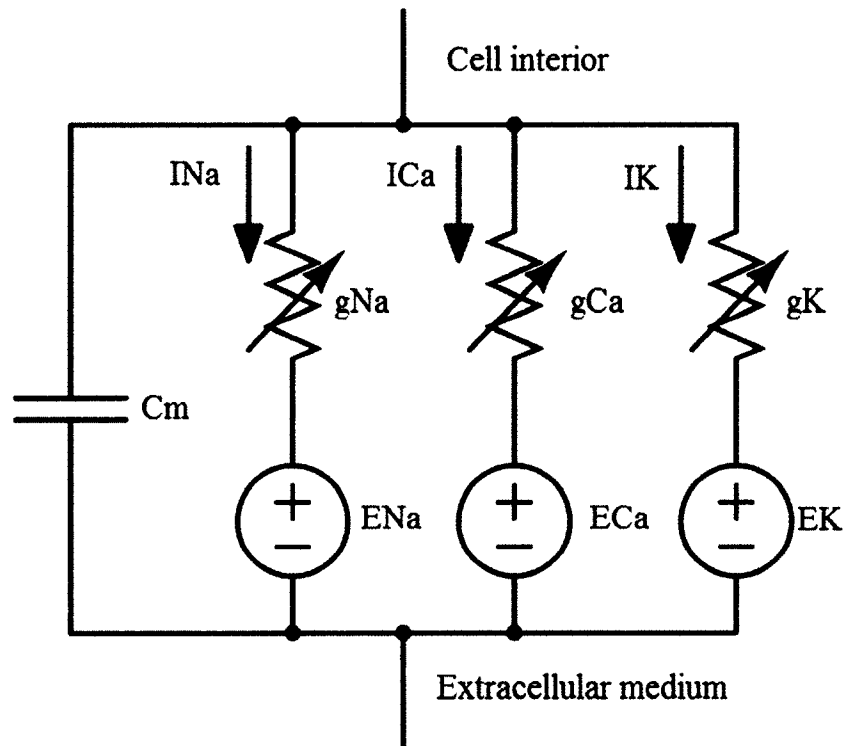 Cell interior
INa
ICa
IK
gNa
gCa
gK
Cm
+
+
+
ENa
ECa
EK
−
−
−
Extracellular medium